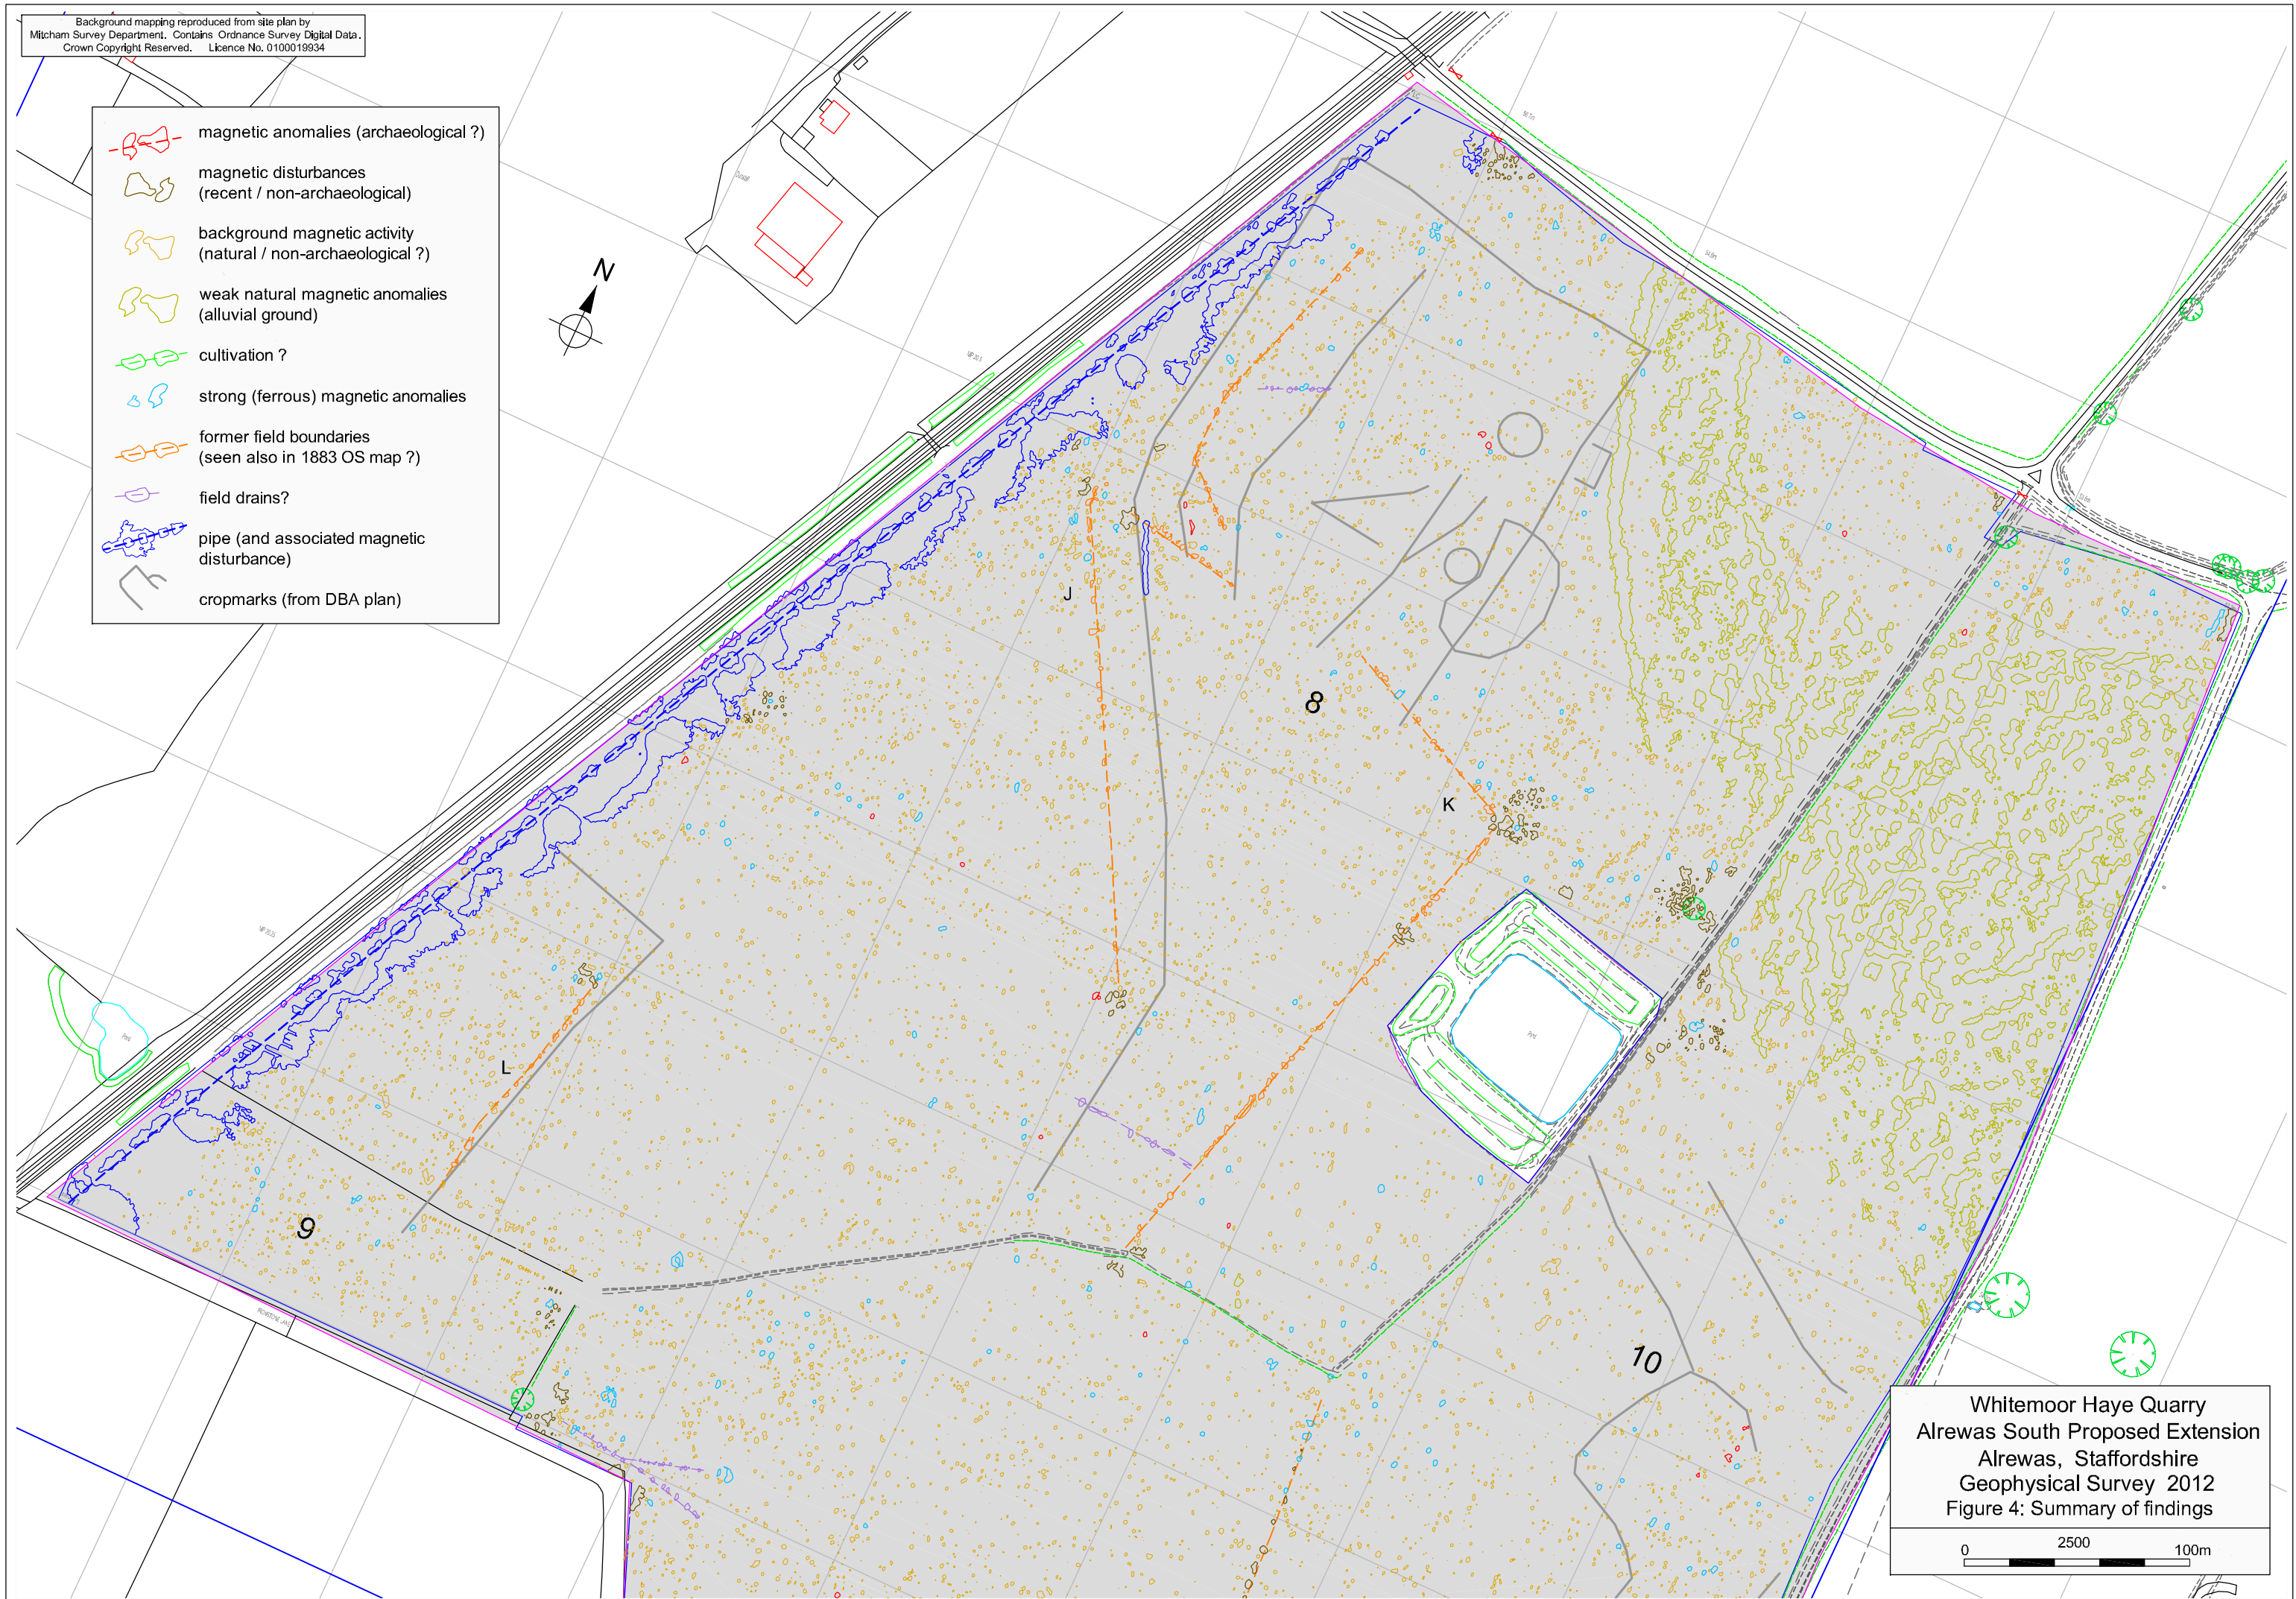 Background mapping reproduced from site plan by
Mitcham Survey Department. Contains Ordnance Survey Digital Data.
Crown Copyright Reserved. Licence No. 0100019934
magnetic anomalies (archaeological ?)
magnetic disturbances
(recent / non-archaeological)
background magnetic activity
(natural / non-archaeological ?)
weak natural magnetic anomalies
(alluvial ground)
cultivation ?
strong (ferrous) magnetic anomalies
former field boundaries
(seen also in 1883 OS map ?)
field drains?
pipe (and associated magnetic
disturbance)
cropmarks (from DBA plan)
N
J
8
K
L
9
10
Pond
Pond
Whitemoor Haye Quarry
Alrewas South Proposed Extension
Alrewas, Staffordshire
Geophysical Survey 2012
Figure 4: Summary of findings
0 2500 100m